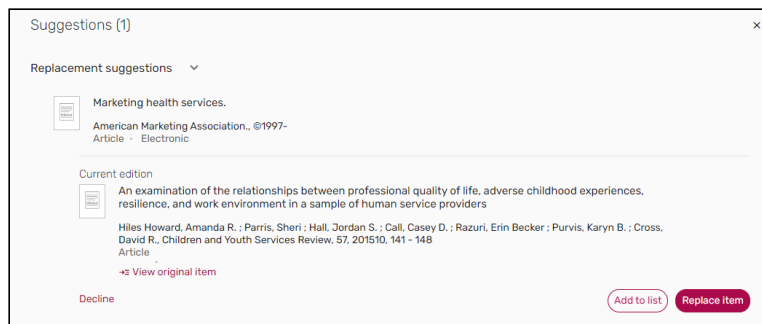 Suggestions (1)
×
Replacement suggestions
Marketing health services.
American Marketing Association., ©1997-
Article • Electronic
Current edition
An examination of the relationships between professional quality of life, adverse childhood experiences,
resilience, and work environment in a sample of human service providers
Hiles Howard, Amanda R. ; Parris, Sheri ; Hall, Jordan S. ; Call, Casey D. ; Razuri, Erin Becker ; Purvis, Karyn B. ; Cross,
David R., Children and Youth Services Review, 57, 201510, 141 - 148
Article
View original item
Decline
Add to list
Replace item